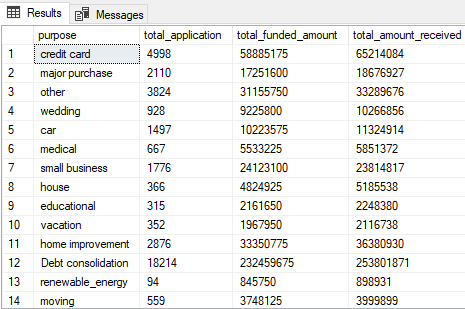 Results Messages
purpose total_application total_funded_amount total_amount_received
1 credit card 4998 58885175 65214084
2 major purchase 2110 17251600 18676927
3 other 3824 31155750 33289676
4 wedding 928 9225800 10266856
5 car 1497 10223575 11324914
6 medical 667 5533225 5851372
7 small business 1776 24123100 23814817
8 house 366 4824925 5185538
9 educational 315 2161650 2248380
10 vacation 352 1967950 2116738
11 home improvement 2876 33350775 36380930
12 Debt consolidation 18214 232459675 253801871
13 renewable_energy 94 845750 898931
14 moving 559 3748125 3999899